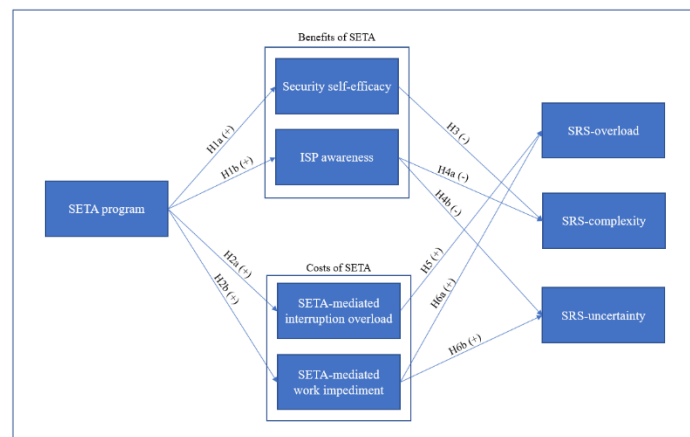 Benefits of SETA
Security self-efficacy
ISP awareness
SETA program
H1a (+)
H1b (+)
H2a (+)
H2b (+)
Costs of SETA
SETA-mediated
interruption overload
SETA-mediated
work impediment
H3 (-)
H4a (-)
H4b (-)
H5 (+)
H6a (+)
H6b (+)
SRS-overload
SRS-complexity
SRS-uncertainty